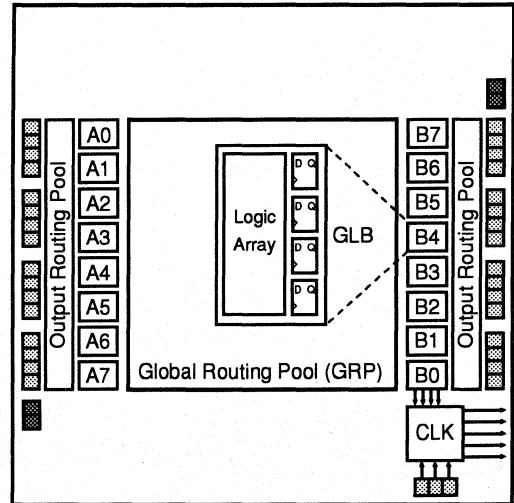 A0
A1
A2
A3
A4
A5
A6
A7
Output Routing Pool
Logic
Array
D Q
D Q
D Q
D Q
GLB
Global Routing Pool (GRP)
B7
B6
B5
B4
B3
B2
B1
B0
Output Routing Pool
CLK